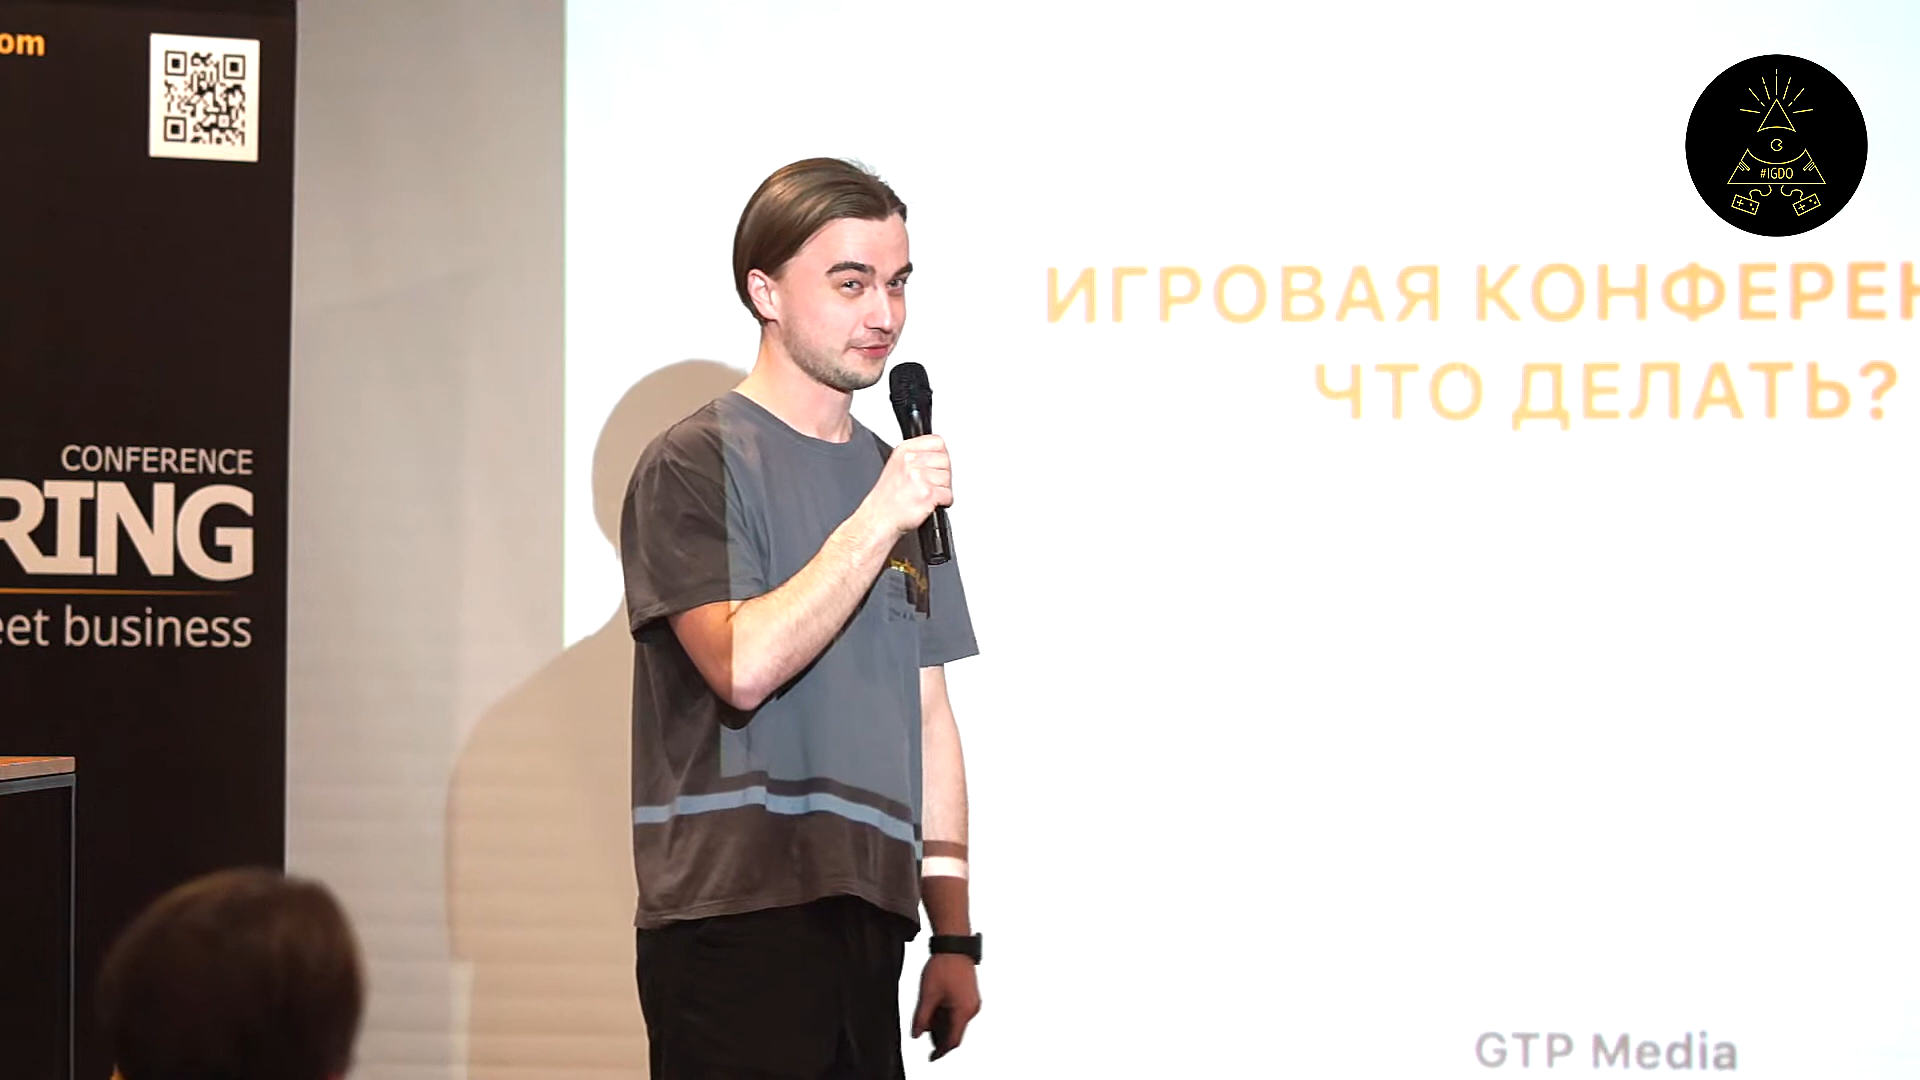 om
CONFERENCE
RING
eet business
#IGDO
ИГРОВАЯ КОНФЕРЕН
ЧТО ДЕЛАТЬ?
GTP Media